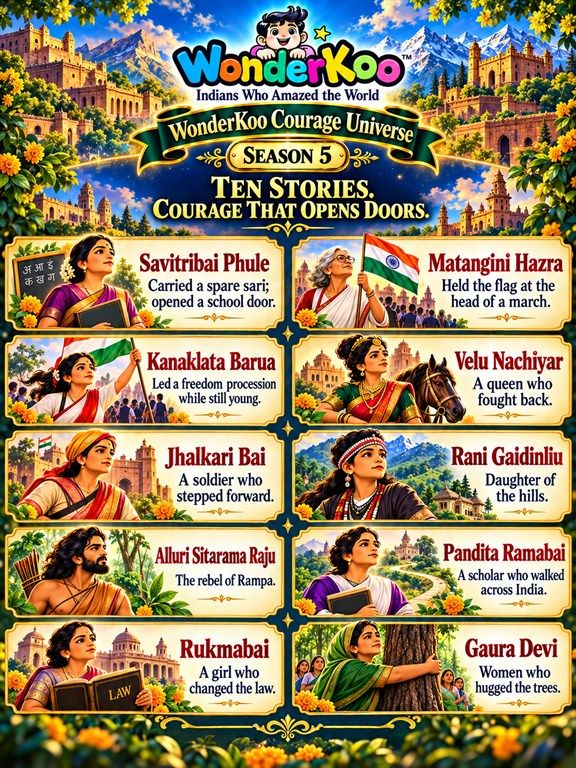 WonderKoo™
Indians Who Amazed the World
WonderKoo Courage Universe
Season 5
Ten Stories.
Courage That Opens Doors.
अ आ इ
क ख ग
Savitribai Phule
Carried a spare sari;
opened a school door.
Matangini Hazra
Held the flag at the
head of a march.
Kanaklata Barua
Led a freedom procession
while still young.
Velu Nachiyar
A queen who
fought back.
Jhalkari Bai
A soldier who
stepped forward.
Rani Gaidinliu
Daughter of
the hills.
Alluri Sitarama Raju
The rebel of Rampa.
Pandita Ramabai
A scholar who walked
across India.
LAW
Rukmabai
A girl who
changed the law.
Gaura Devi
Women who
hugged the trees.